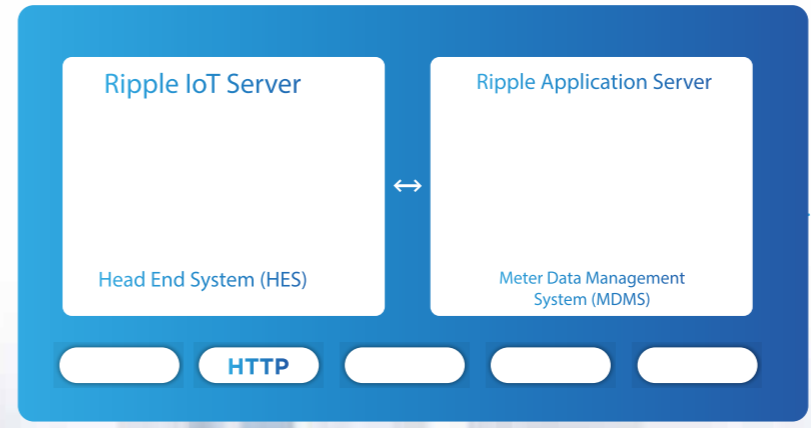 Ripple IoT Server
Ripple Application Server
Head End System (HES)
Meter Data Management
System (MDMS)
HTTP